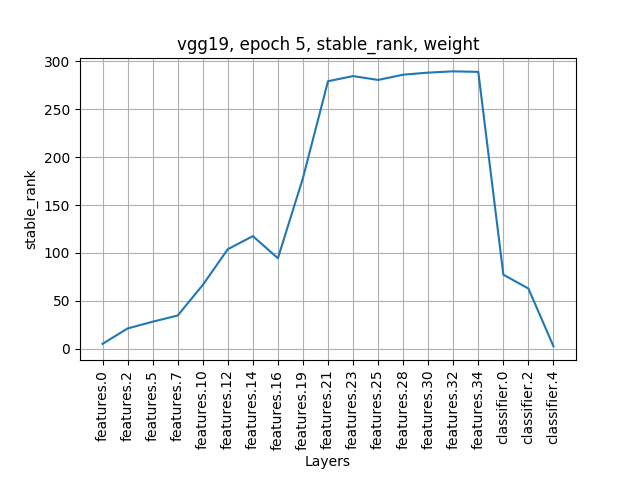 vgg19, epoch 5, stable_rank, weight
300
250
200
150
100
50
0
stable_rank
features.0
features.2
features.5
features.7
features.10
features.12
features.14
features.16
features.19
features.21
features.23
features.25
features.28
features.30
features.32
features.34
classifier.0
classifier.2
classifier.4
Layers